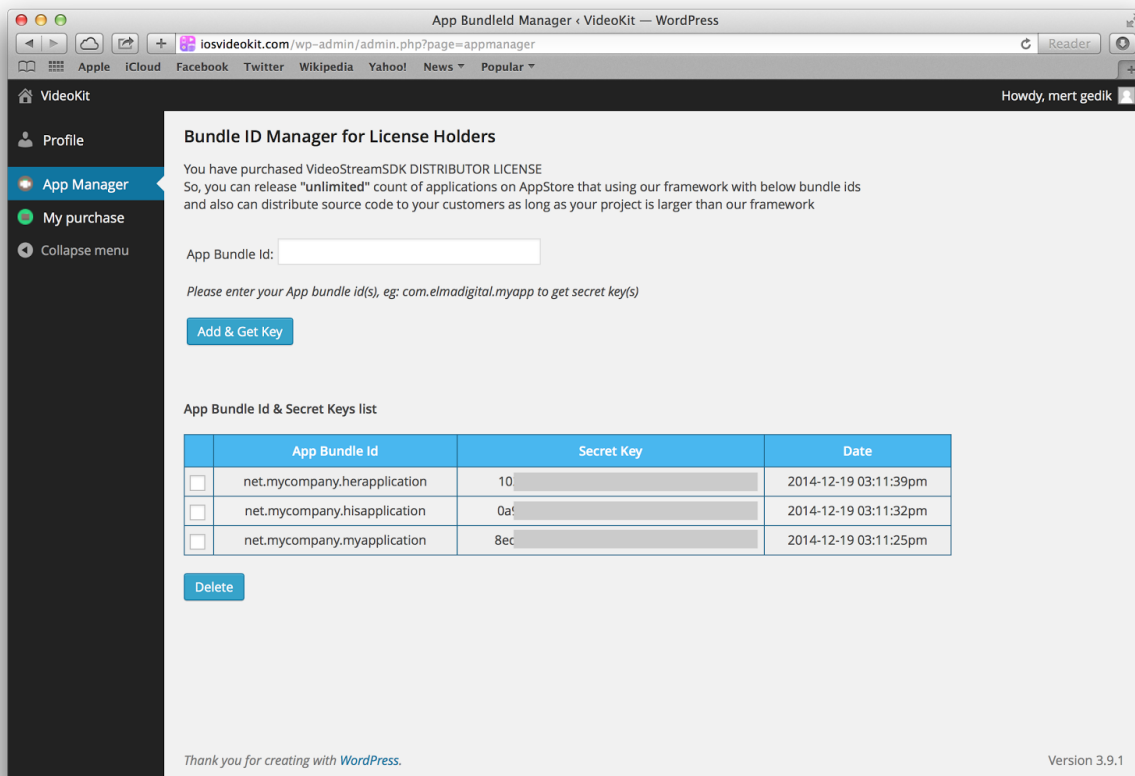 App BundleId Manager ‹ VideoKit — WordPress
iosvideokit.com/wp-admin/admin.php?page=appmanager
Reader
Apple iCloud Facebook Twitter Wikipedia Yahoo! News Popular
VideoKit
Howdy, mert gedik
Profile
App Manager
My purchase
Collapse menu
Bundle ID Manager for License Holders
You have purchased VideoStreamSDK DISTRIBUTOR LICENSE
So, you can release "unlimited" count of applications on AppStore that using our framework with below bundle ids
and also can distribute source code to your customers as long as your project is larger than our framework
App Bundle Id:
Please enter your App bundle id(s), eg: com.elmadigital.myapp to get secret key(s)
Add & Get Key
App Bundle Id & Secret Keys list
App Bundle Id Secret Key Date
net.mycompany.herapplication 10 2014-12-19 03:11:39pm
net.mycompany.hisapplication 0a 2014-12-19 03:11:32pm
net.mycompany.myapplication 8ec 2014-12-19 03:11:25pm
Delete
Thank you for creating with WordPress.
Version 3.9.1